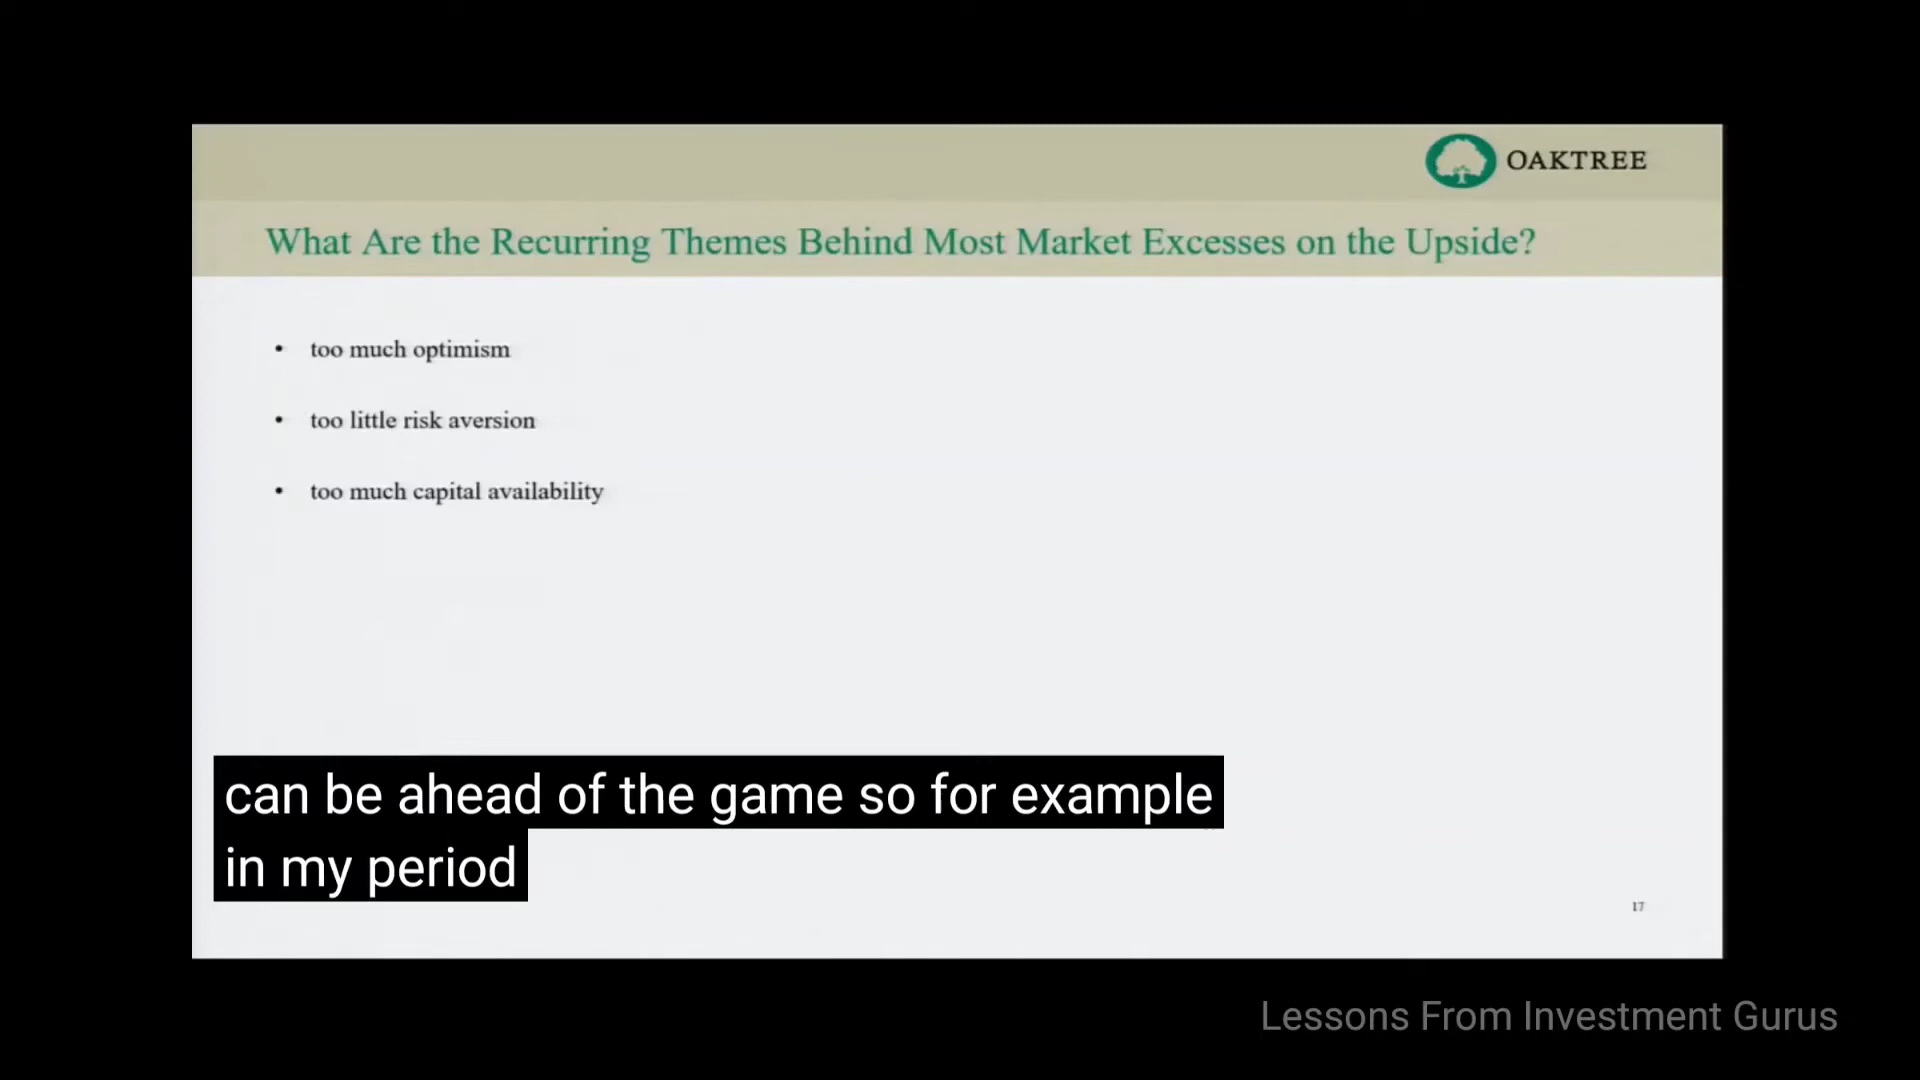 OAKTREE
What Are the Recurring Themes Behind Most Market Excesses on the Upside?
• too much optimism
• too little risk aversion
• too much capital availability
can be ahead of the game so for example
in my period
17
Lessons From Investment Gurus